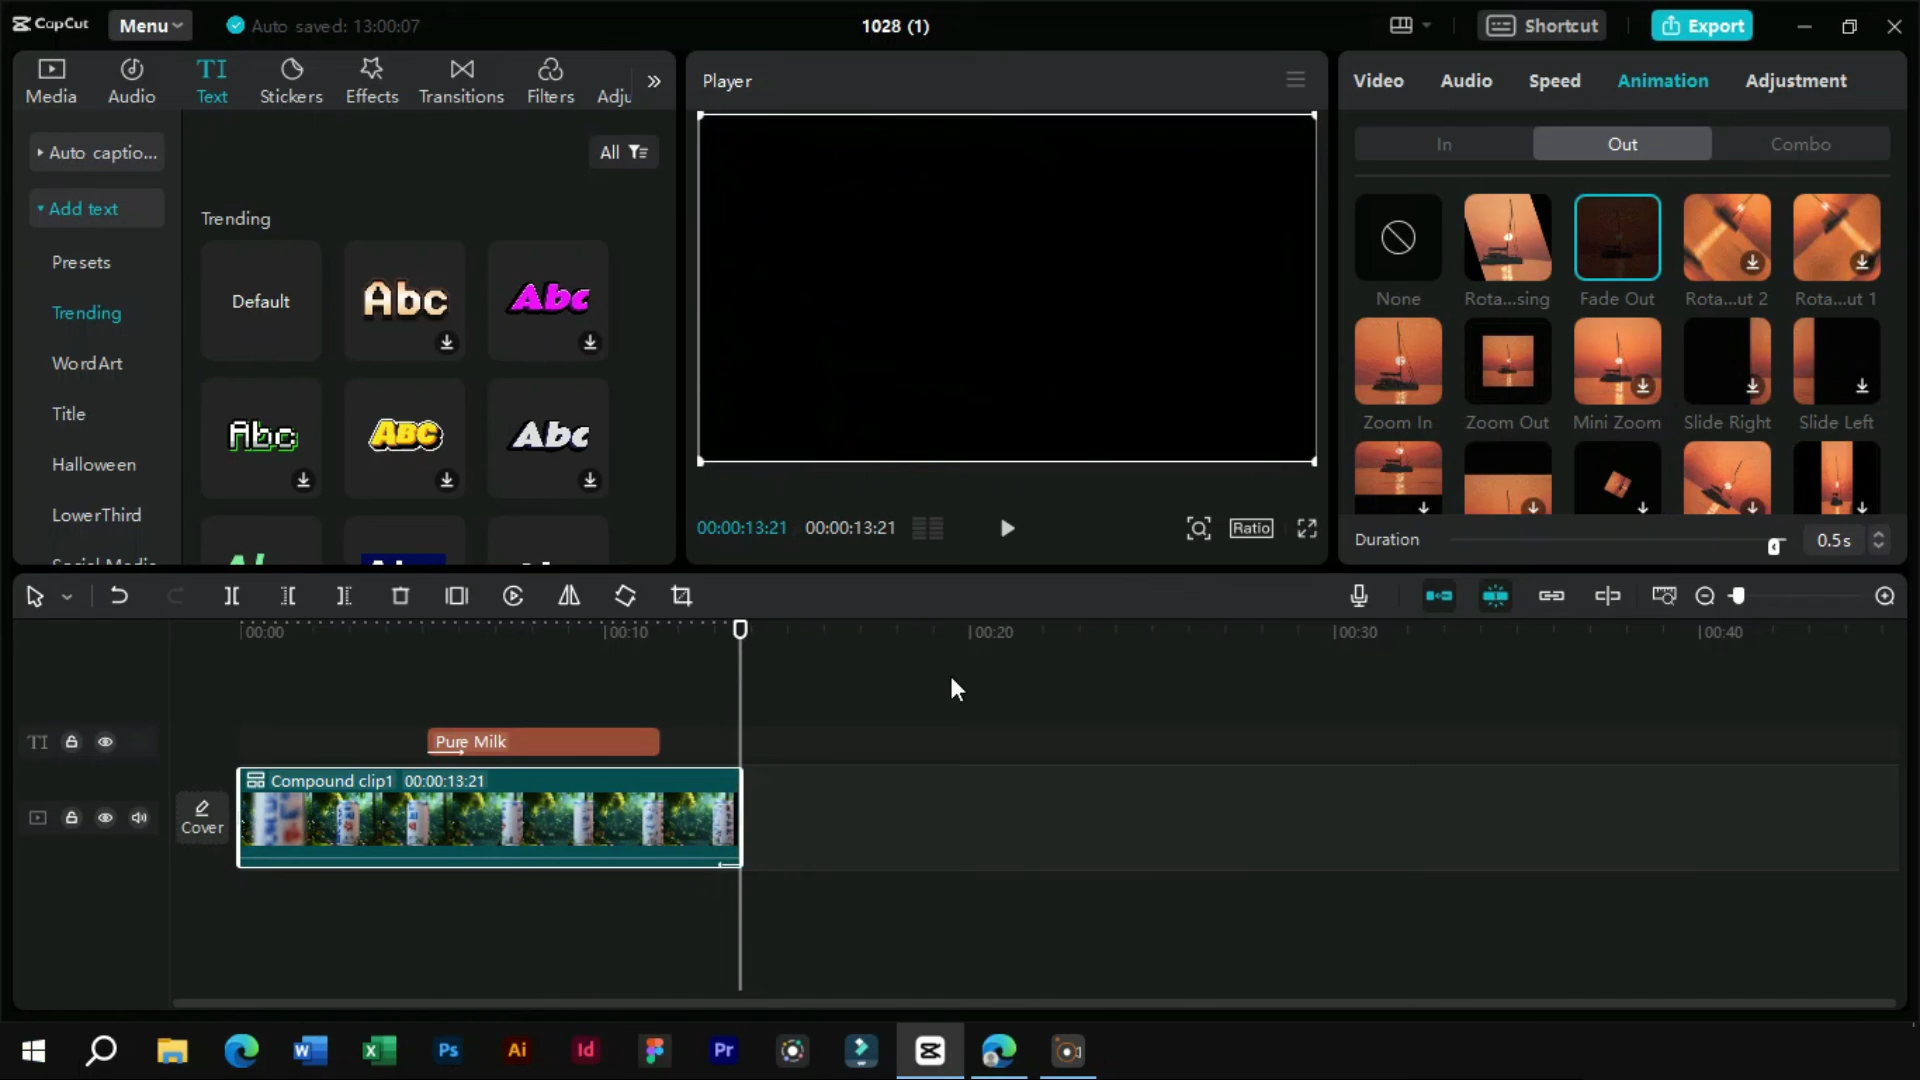 CapCut
Menu
Auto saved: 13:00:07
1028 (1)
Shortcut
Export
Media
Audio
TI
Text
Stickers
Effects
Transitions
Filters
Adju
Player
Video
Audio
Speed
Animation
Adjustment
Auto captio...
All
In
Out
Combo
Add text
Trending
Presets
Default
Abc
Abc
None
Rota...sing
Fade Out
Rota...ut 2
Rota...ut 1
Trending
WordArt
Title
Abc
ABC
Abc
Zoom In
Zoom Out
Mini Zoom
Slide Right
Slide Left
Halloween
LowerThird
00:00:13:21
00:00:13:21
Ratio
Duration
0.5s
00:00
00:10
00:20
00:30
00:40
TI
Pure Milk
Compound clip1 00:00:13:21
Cover
W
X
Ps
Ai
Id
Pr